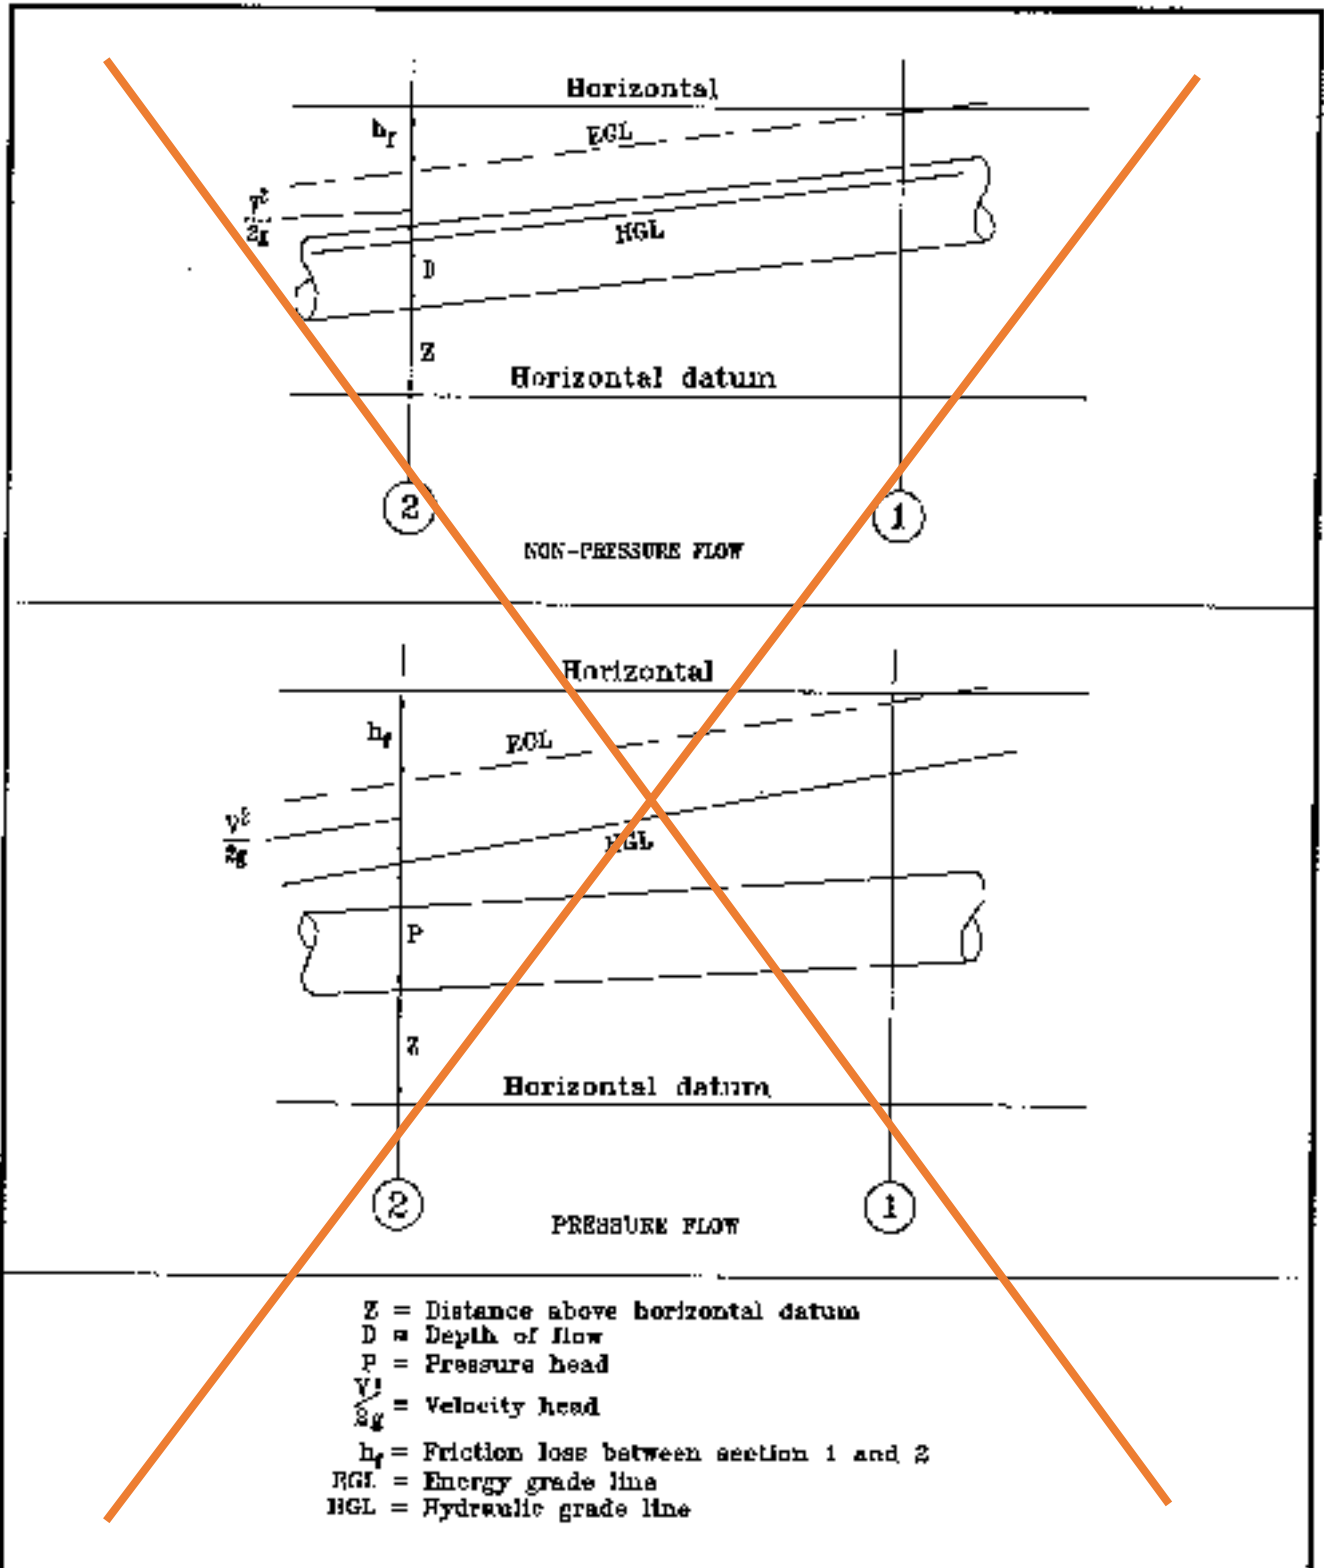 Horizontal
hf
EGL
V²
2g
HGL
D
Z
Horizontal datum
2
1
NON-PRESSURE FLOW
Horizontal
hf
EGL
V²
2g
HGL
P
Z
Horizontal datum
2
1
PRESSURE FLOW
Z = Distance above horizontal datum
D = Depth of flow
P = Pressure head
V²/2g = Velocity head
hf = Friction loss between section 1 and 2
EGL = Energy grade line
HGL = Hydraulic grade line